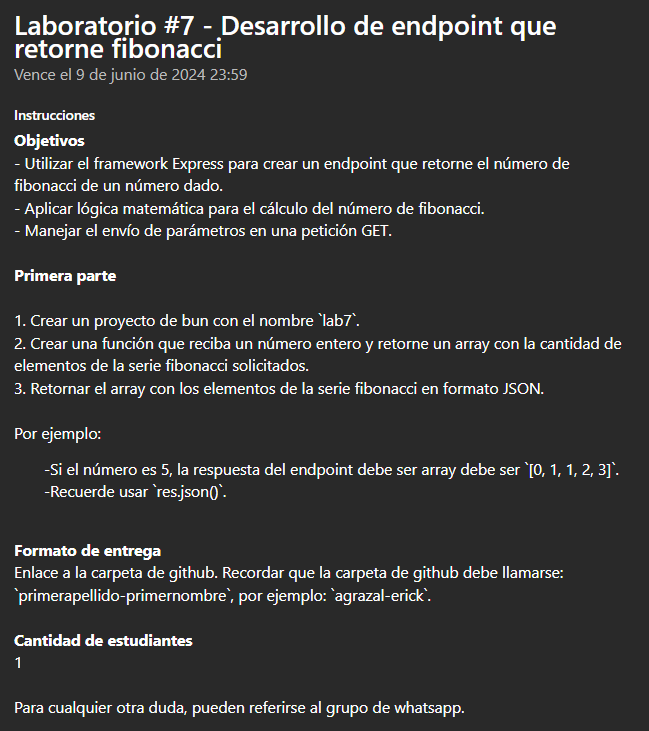 Laboratorio #7 - Desarrollo de endpoint que
retorne fibonacci
Vence el 9 de junio de 2024 23:59
Instrucciones
Objetivos
- Utilizar el framework Express para crear un endpoint que retorne el número de
fibonacci de un número dado.
- Aplicar lógica matemática para el cálculo del número de fibonacci.
- Manejar el envío de parámetros en una petición GET.
Primera parte
1. Crear un proyecto de bun con el nombre `lab7`.
2. Crear una función que reciba un número entero y retorne un array con la cantidad de
elementos de la serie fibonacci solicitados.
3. Retornar el array con los elementos de la serie fibonacci en formato JSON.
Por ejemplo:
-Si el número es 5, la respuesta del endpoint debe ser array debe ser `[0, 1, 1, 2, 3]`.
-Recuerde usar `res.json()`.
Formato de entrega
Enlace a la carpeta de github. Recordar que la carpeta de github debe llamarse:
`primerapellido-primernombre`, por ejemplo: `agrazal-erick`.
Cantidad de estudiantes
1
Para cualquier otra duda, pueden referirse al grupo de whatsapp.